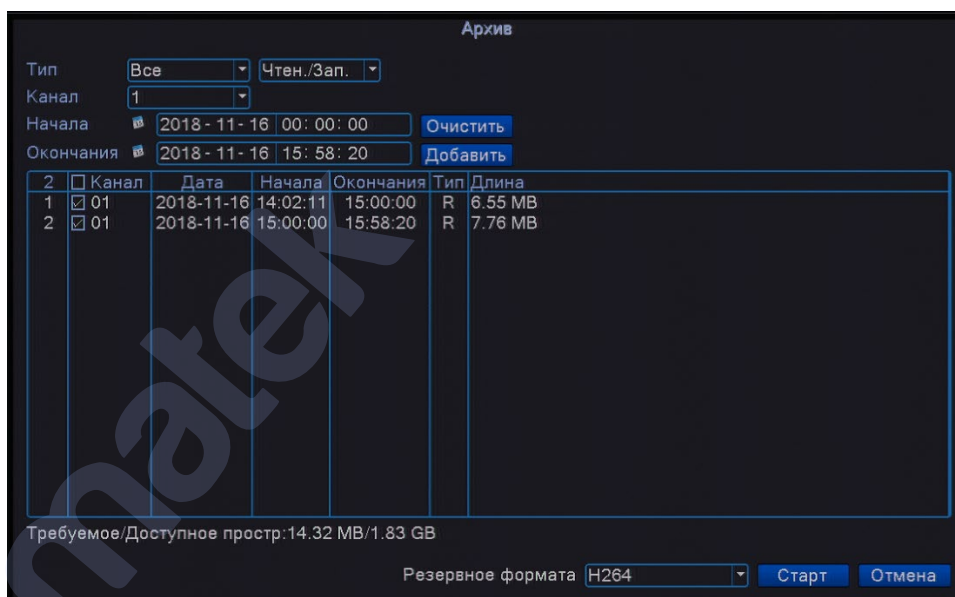 Архив
Тип Все Чтен./Зап.
Канал 1
Начала 2018 - 11 - 16 00: 00: 00 Очистить
Окончания 2018 - 11 - 16 15: 58: 20 Добавить
2 Канал Дата Начала Окончания Тип Длина
1 01 2018-11-16 14:02:11 15:00:00 R 6.55 MB
2 01 2018-11-16 15:00:00 15:58:20 R 7.76 MB
Требуемое/Доступное простр:14.32 MB/1.83 GB
Резервное формата H264 Старт Отмена
matek